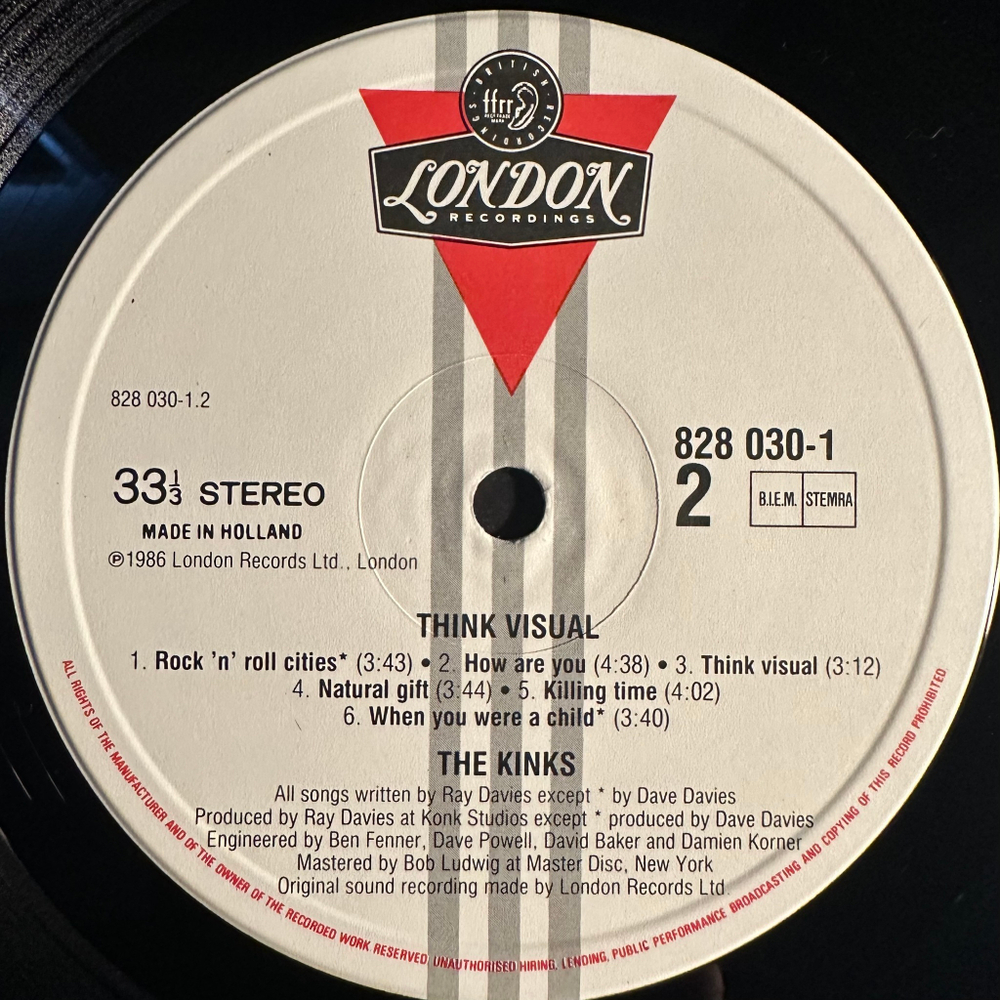 BRITISH · RECORDINGS
ffrr
LONDON
RECORDINGS
828 030-1.2
828 030-1
33⅓ STEREO
2
B.I.E.M. STEMRA
MADE IN HOLLAND
℗1986 London Records Ltd., London
THINK VISUAL
1. Rock 'n' roll cities* (3:43) • 2. How are you (4:38) • 3. Think visual (3:12)
4. Natural gift (3:44) • 5. Killing time (4:02)
6. When you were a child* (3:40)
THE KINKS
All songs written by Ray Davies except * by Dave Davies
Produced by Ray Davies at Konk Studios except * produced by Dave Davies
Engineered by Ben Fenner, Dave Powell, David Baker and Damien Korner
Mastered by Bob Ludwig at Master Disc, New York
Original sound recording made by London Records Ltd.
ALL RIGHTS OF THE MANUFACTURER AND OF THE OWNER OF THE RECORDED WORK RESERVED UNAUTHORISED HIRING, LENDING, PUBLIC PERFORMANCE BROADCASTING AND COPYING OF THIS RECORD PROHIBITED